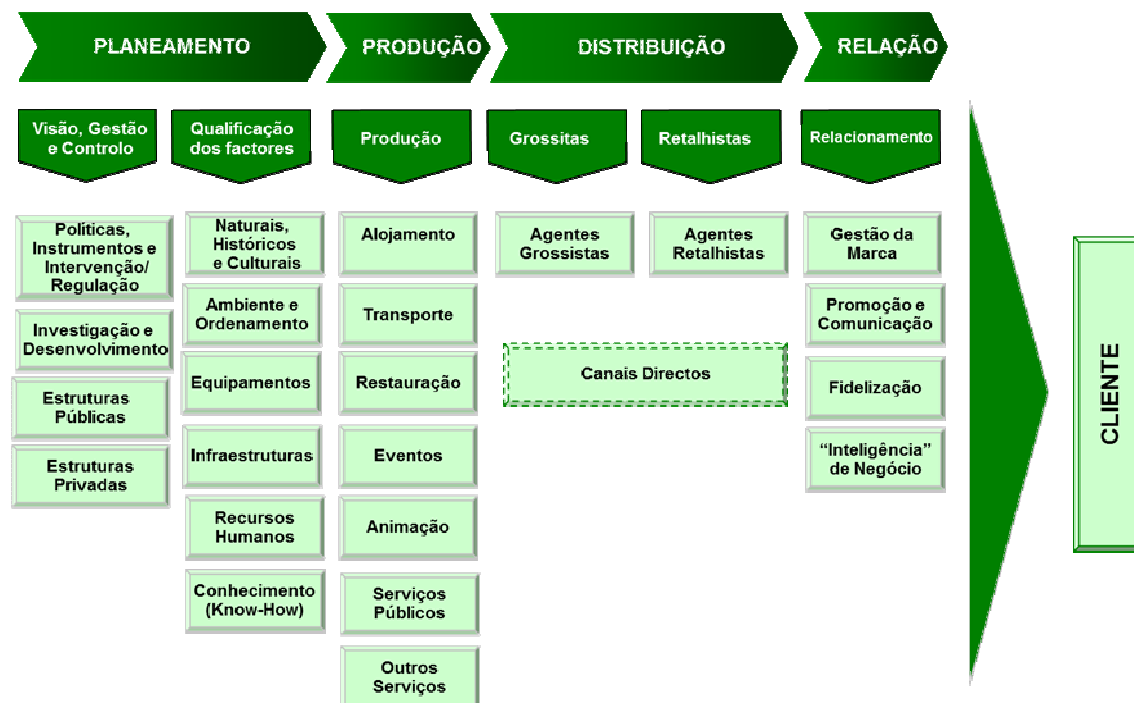 PLANEAMENTO
PRODUÇÃO
DISTRIBUIÇÃO
RELAÇÃO
Visão, Gestão
e Controlo
Qualificação
dos factores
Produção
Grossitas
Retalhistas
Relacionamento
Políticas,
Instrumentos e
Intervenção/
Regulação
Investigação e
Desenvolvimento
Estruturas
Públicas
Estruturas
Privadas
Naturais,
Históricos
e Culturais
Ambiente e
Ordenamento
Equipamentos
Infraestruturas
Recursos
Humanos
Conhecimento
(Know-How)
Alojamento
Transporte
Restauração
Eventos
Animação
Serviços
Públicos
Outros
Serviços
Agentes
Grossistas
Agentes
Retalhistas
Canais Directos
Gestão da
Marca
Promoção e
Comunicação
Fidelização
“Inteligência”
de Negócio
CLIENTE